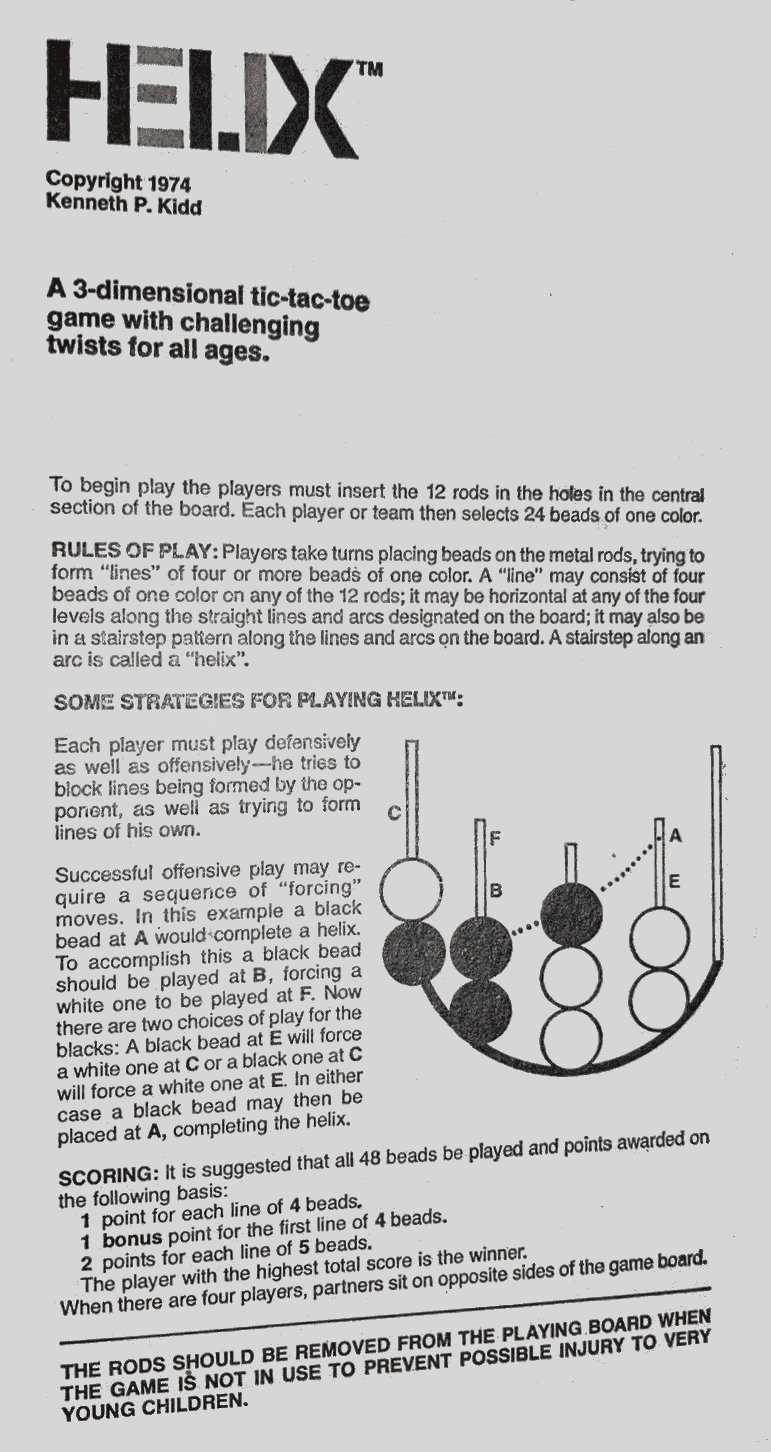 HELIX™
Copyright 1974
Kenneth P. Kidd
A 3-dimensional tic-tac-toe
game with challenging
twists for all ages.
To begin play the players must insert the 12 rods in the holes in the central
section of the board. Each player or team then selects 24 beads of one color.
RULES OF PLAY: Players take turns placing beads on the metal rods, trying to
form "lines" of four or more beads of one color. A "line" may consist of four
beads of one color on any of the 12 rods; it may be horizontal at any of the four
levels along the straight lines and arcs designated on the board; it may also be
in a stairstep pattern along the lines and arcs on the board. A stairstep along an
arc is called a "helix".
SOME STRATEGIES FOR PLAYING HELIX™:
Each player must play defensively
as well as offensively—he tries to
block lines being formed by the op-
ponent, as well as trying to form
lines of his own.
Successful offensive play may re-
quire a sequence of "forcing"
moves. In this example a black
bead at A would complete a helix.
To accomplish this a black bead
should be played at B, forcing a
white one to be played at F. Now
there are two choices of play for the
blacks: A black bead at E will force
a white one at C or a black one at C
will force a white one at E. In either
case a black bead may then be
placed at A, completing the helix.
C
F
B
A
E
SCORING: It is suggested that all 48 beads be played and points awarded on
the following basis:
1 point for each line of 4 beads.
1 bonus point for the first line of 4 beads.
2 points for each line of 5 beads.
The player with the highest total score is the winner.
When there are four players, partners sit on opposite sides of the game board.
THE RODS SHOULD BE REMOVED FROM THE PLAYING BOARD WHEN
THE GAME IS NOT IN USE TO PREVENT POSSIBLE INJURY TO VERY
YOUNG CHILDREN.